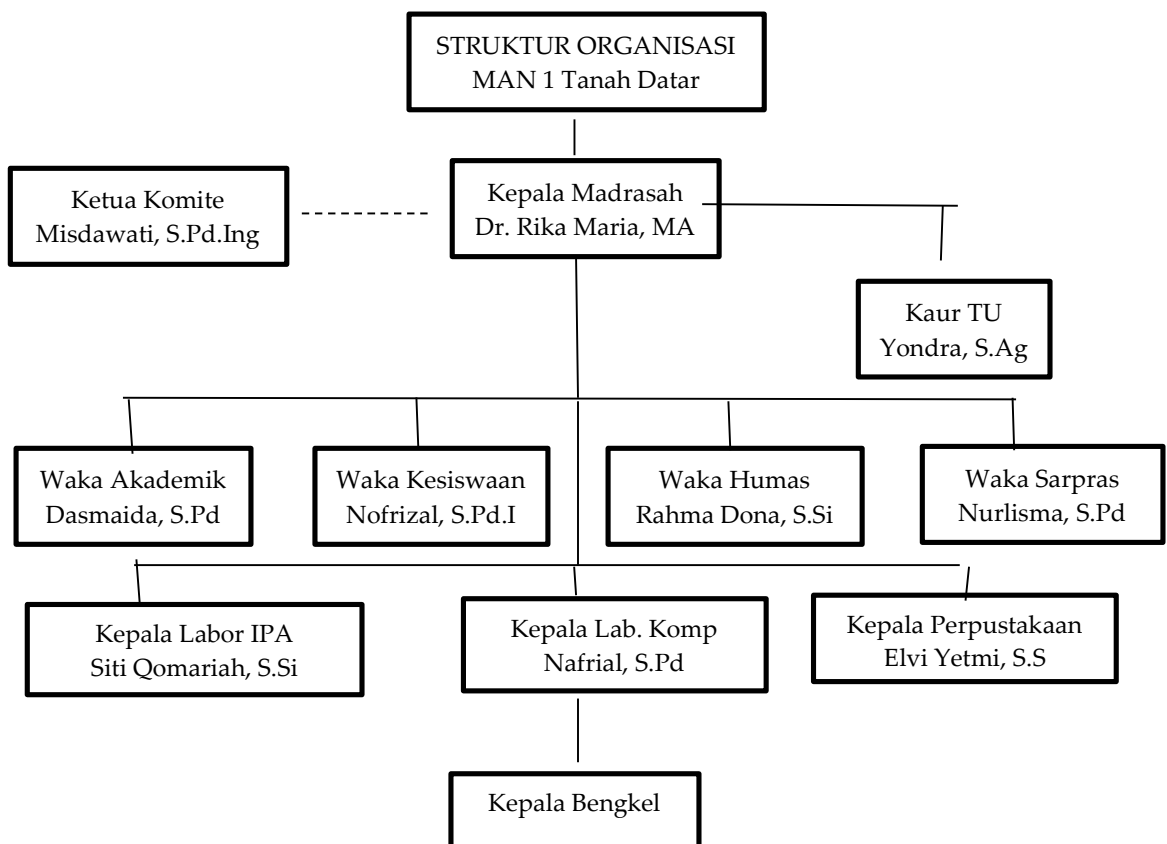 STRUKTUR ORGANISASI
MAN 1 Tanah Datar
Ketua Komite
Misdawati, S.Pd.Ing
Kepala Madrasah
Dr. Rika Maria, MA
Kaur TU
Yondra, S.Ag
Waka Akademik
Dasmaida, S.Pd
Waka Kesiswaan
Nofrizal, S.Pd.I
Waka Humas
Rahma Dona, S.Si
Waka Sarpras
Nurlisma, S.Pd
Kepala Labor IPA
Siti Qomariah, S.Si
Kepala Lab. Komp
Nafrial, S.Pd
Kepala Perpustakaan
Elvi Yetmi, S.S
Kepala Bengkel